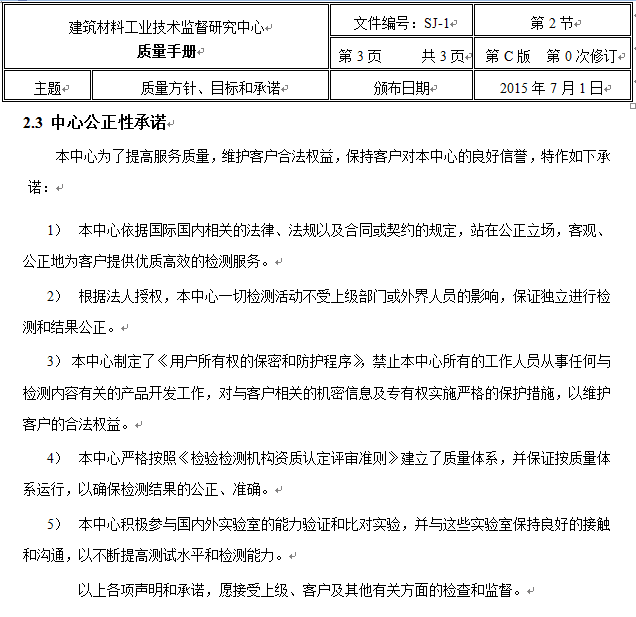 建筑材料工业技术监督研究中心 文件编号：SJ-1 第 2 节
质量手册 第 3 页 共 3 页 第 C 版 第 0 次修订
主题 质量方针、目标和承诺 颁布日期 2015 年 7 月 1 日
2.3 中心公正性承诺
本中心为了提高服务质量，维护客户合法权益，保持客户对本中心的良好信誉，特作如下承
诺：
1） 本中心依据国际国内相关的法律、法规以及合同或契约的规定，站在公正立场，客观、
公正地为客户提供优质高效的检测服务。
2） 根据法人授权，本中心一切检测活动不受上级部门或外界人员的影响，保证独立进行检
测和结果公正。
3） 本中心制定了《用户所有权的保密和防护程序》，禁止本中心所有的工作人员从事任何与
检测内容有关的产品开发工作，对与客户相关的机密信息及专有权实施严格的保护措施，以维护
客户的合法权益。
4） 本中心严格按照《检验检测机构资质认定评审准则》建立了质量体系，并保证按质量体
系运行，以确保检测结果的公正、准确。
5） 本中心积极参与国内外实验室的能力验证和比对实验，并与这些实验室保持良好的接触
和沟通，以不断提高测试水平和检测能力。
以上各项声明和承诺，愿接受上级、客户及其他有关方面的检查和监督。